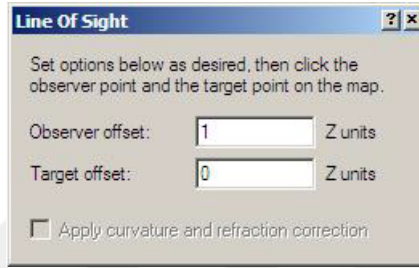 Line Of Sight ? ×
Set options below as desired, then click the
observer point and the target point on the map.
Observer offset: 1 Z units
Target offset: 0 Z units
Apply curvature and refraction correction